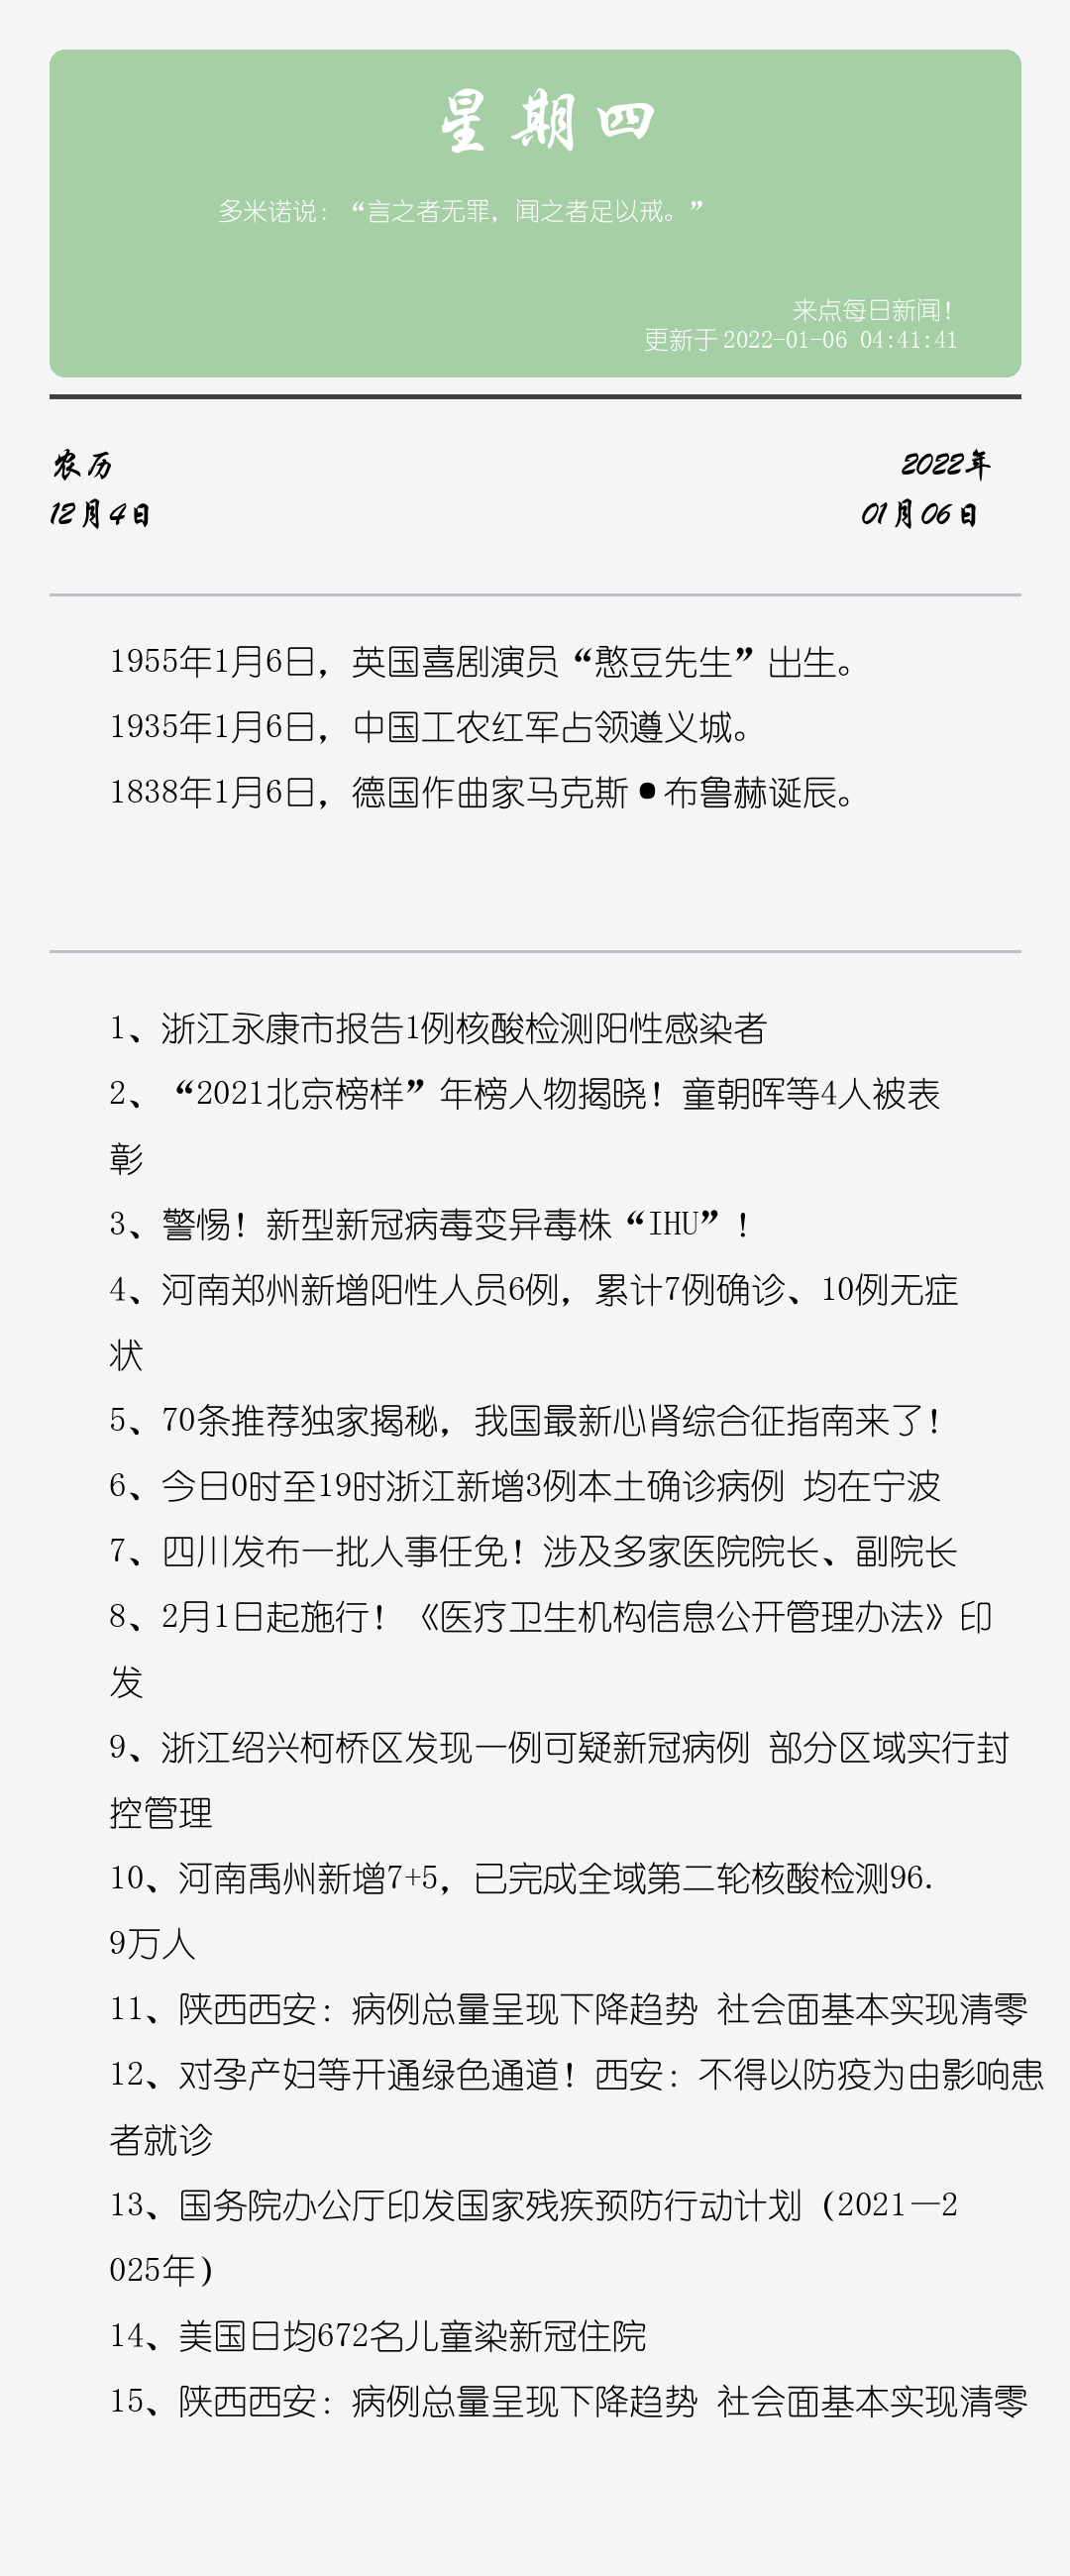 星期四
多米诺说：“言之者无罪，闻之者足以戒。”
来点每日新闻！
更新于 2022-01-06 04:41:41
农历
2022年
12月4日
01月06日
1955年1月6日，英国喜剧演员“憨豆先生”出生。
1935年1月6日，中国工农红军占领遵义城。
1838年1月6日，德国作曲家马克斯•布鲁赫诞辰。
1、浙江永康市报告1例核酸检测阳性感染者
2、“2021北京榜样”年榜人物揭晓！童朝晖等4人被表
彰
3、警惕！新型新冠病毒变异毒株“IHU”！
4、河南郑州新增阳性人员6例，累计7例确诊、10例无症
状
5、70条推荐独家揭秘，我国最新心肾综合征指南来了！
6、今日0时至19时浙江新增3例本土确诊病例 均在宁波
7、四川发布一批人事任免！涉及多家医院院长、副院长
8、2月1日起施行！《医疗卫生机构信息公开管理办法》印
发
9、浙江绍兴柯桥区发现一例可疑新冠病例 部分区域实行封
控管理
10、河南禹州新增7+5，已完成全域第二轮核酸检测96.
9万人
11、陕西西安：病例总量呈现下降趋势 社会面基本实现清零
12、对孕产妇等开通绿色通道！西安：不得以防疫为由影响患
者就诊
13、国务院办公厅印发国家残疾预防行动计划（2021—2
025年）
14、美国日均672名儿童染新冠住院
15、陕西西安：病例总量呈现下降趋势 社会面基本实现清零